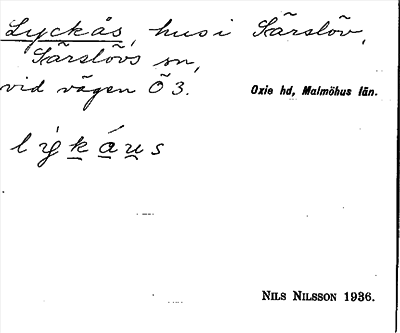 Lyckås, hus i Särslöv,
Särslövs sn,
vid vägen Ö 3.
Oxie hd, Malmöhus län.
lýkáus
NILS NILSSON 1936.